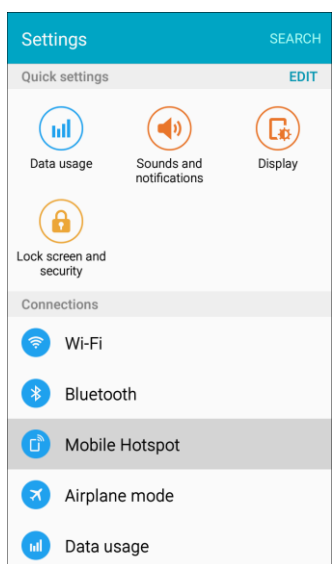 Settings SEARCH
Quick settings EDIT
Data usage Sounds and Display
notifications
Lock screen and
security
Connections
Wi-Fi
Bluetooth
Mobile Hotspot
Airplane mode
Data usage